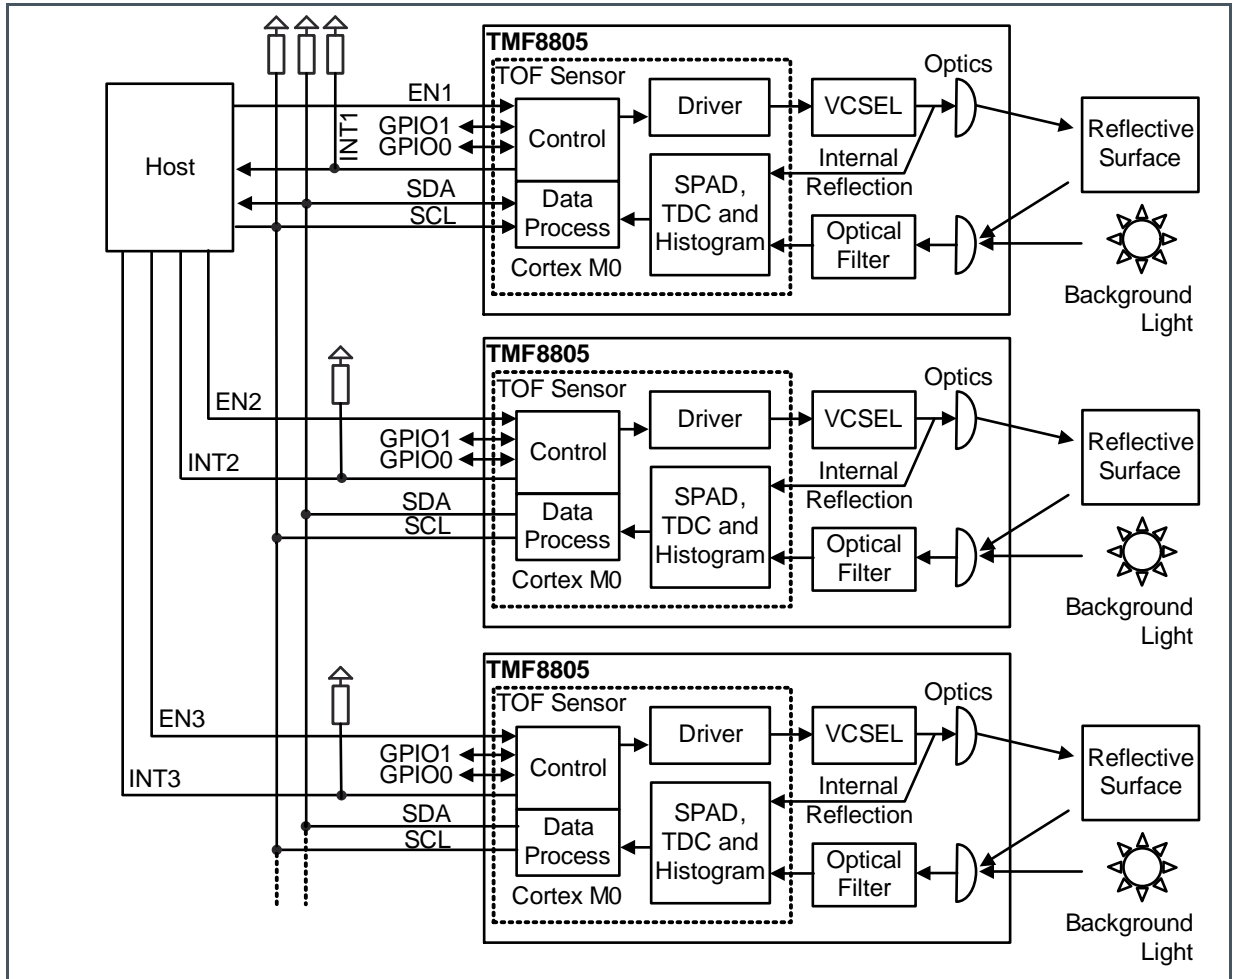 TMF8805
TOF Sensor
Optics
EN1
Driver
VCSEL
GPIO1
GPIO0
Control
INT1
Host
Reflective
Surface
Internal
Reflection
SDA
SCL
Data
Process
SPAD,
TDC and
Histogram
Optical
Filter
Cortex M0
Background
Light
TMF8805
TOF Sensor
Optics
EN2
Driver
VCSEL
GPIO1
GPIO0
Control
INT2
Reflective
Surface
Internal
Reflection
SDA
SCL
Data
Process
SPAD,
TDC and
Histogram
Optical
Filter
Cortex M0
Background
Light
TMF8805
TOF Sensor
Optics
EN3
Driver
VCSEL
GPIO1
GPIO0
Control
INT3
Reflective
Surface
Internal
Reflection
SDA
SCL
Data
Process
SPAD,
TDC and
Histogram
Optical
Filter
Cortex M0
Background
Light